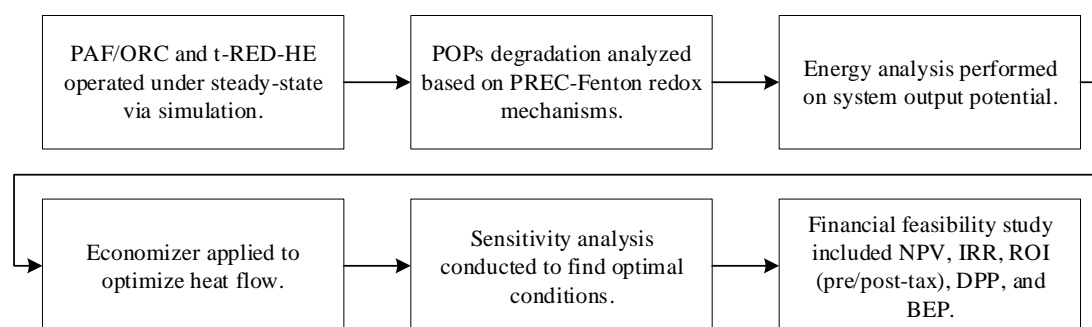 PAF/ORC and t-RED-HE
operated under steady-state
via simulation.
POPs degradation analyzed
based on PREC-Fenton redox
mechanisms.
Energy analysis performed
on system output potential.
Economizer applied to
optimize heat flow.
Sensitivity analysis
conducted to find optimal
conditions.
Financial feasibility study
included NPV, IRR, ROI
(pre/post-tax), DPP, and
BEP.